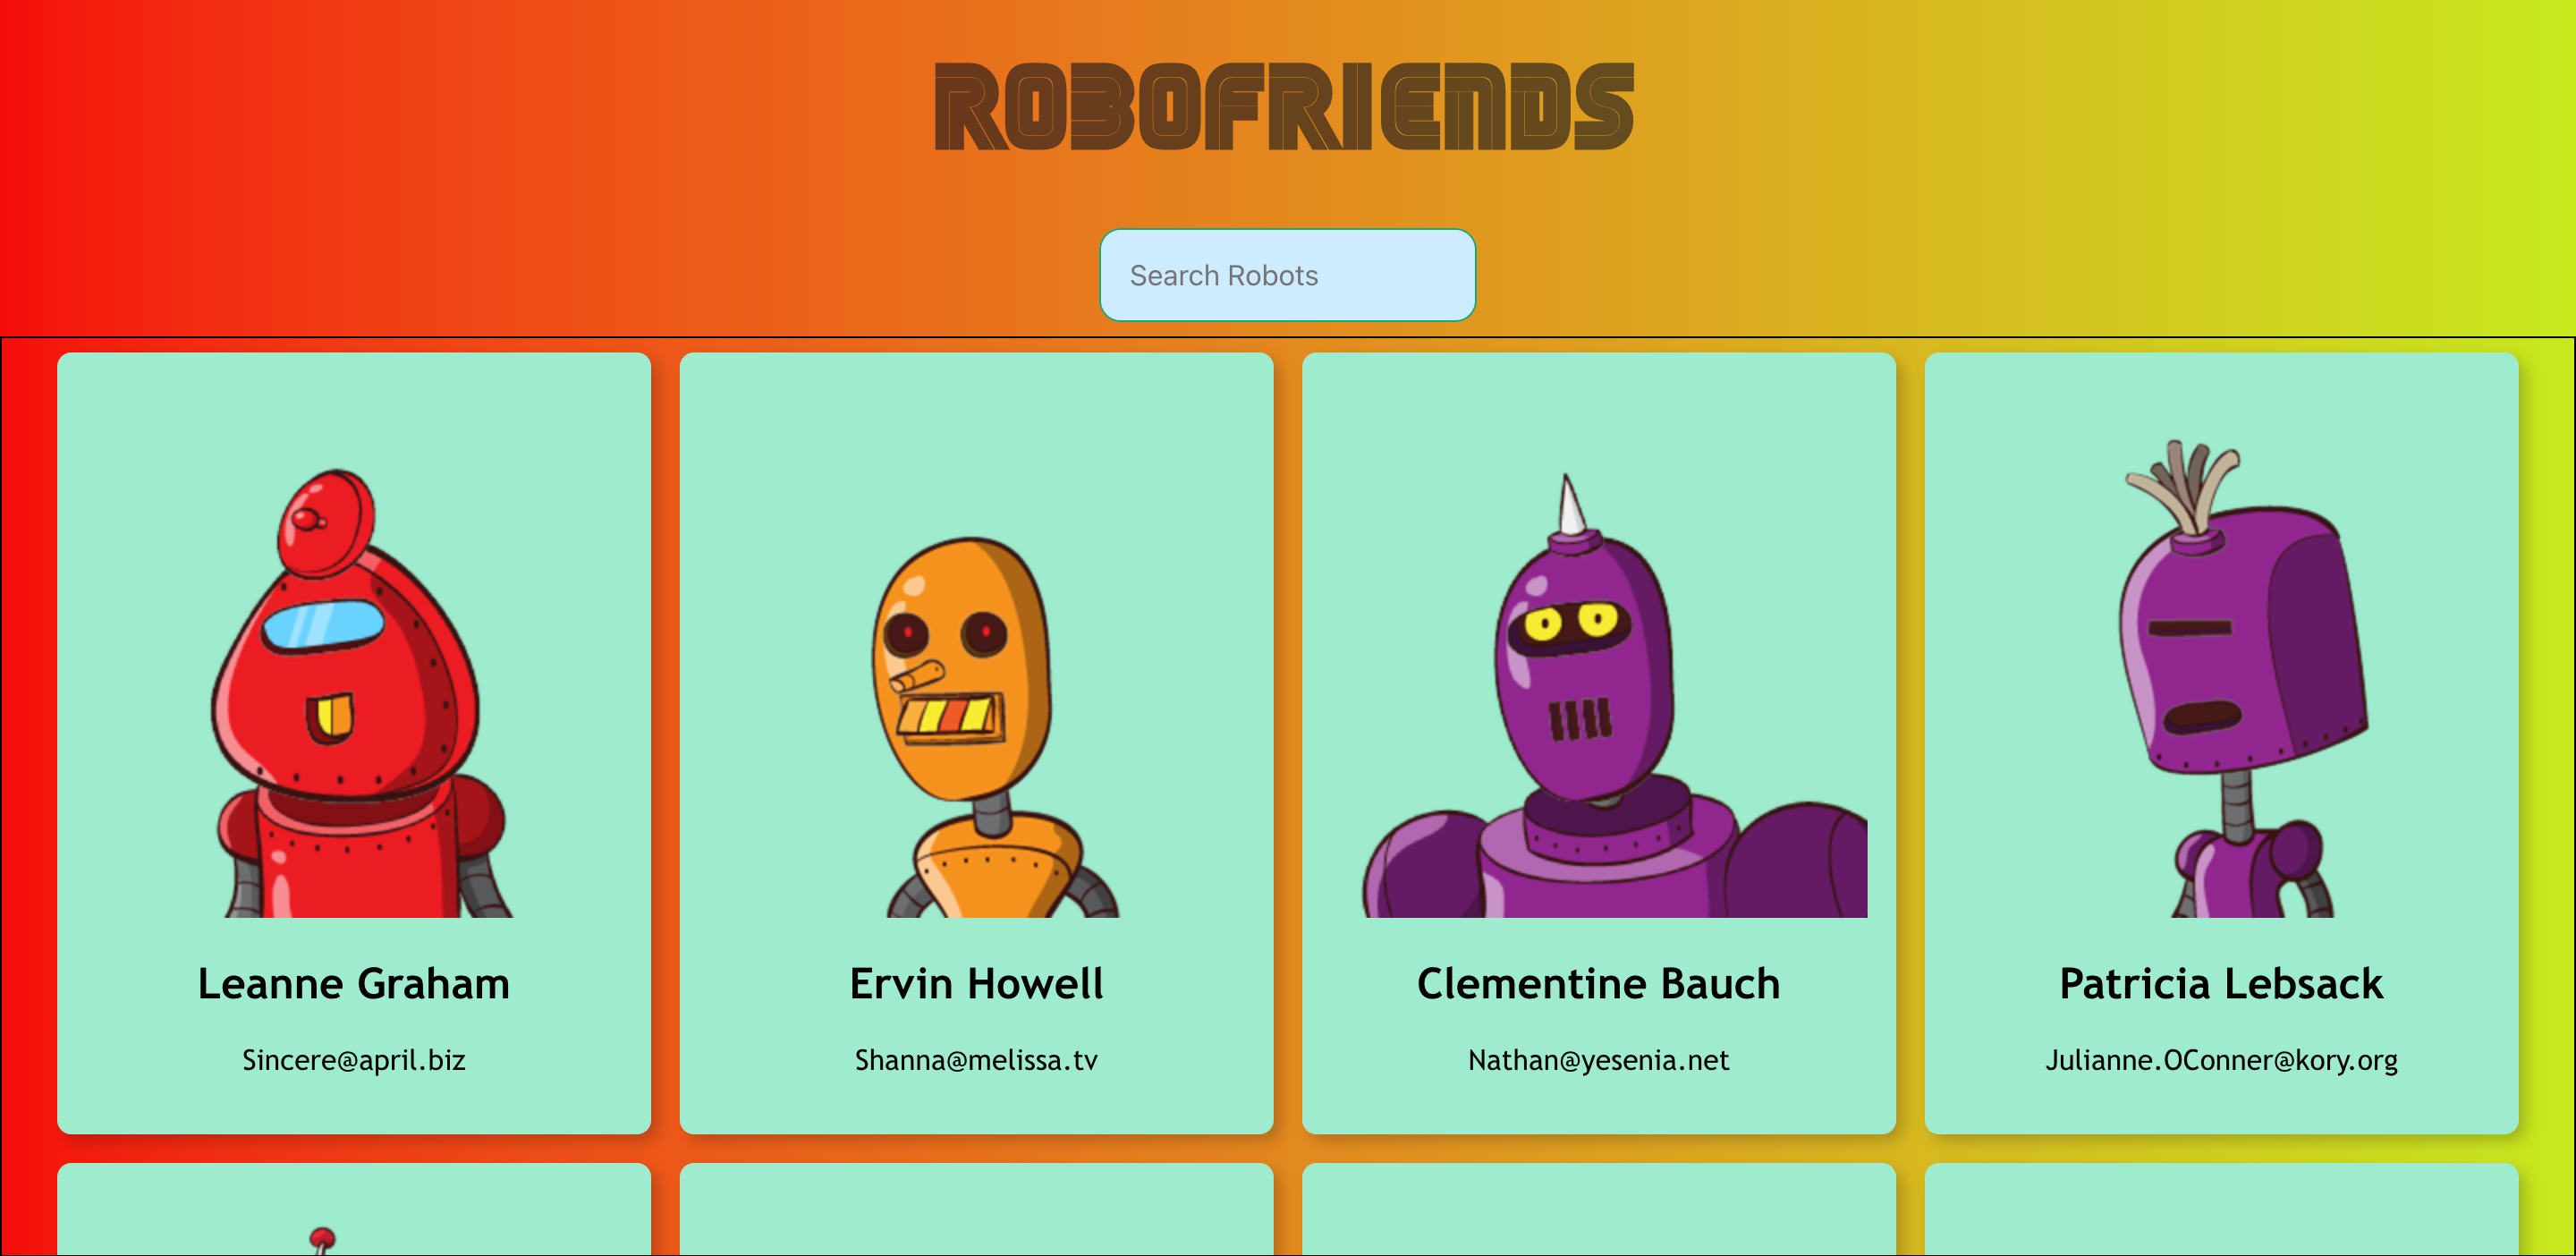 ROBOFRIENDS
Search Robots
Leanne Graham
Sincere@april.biz
Ervin Howell
Shanna@melissa.tv
Clementine Bauch
Nathan@yesenia.net
Patricia Lebsack
Julianne.OConner@kory.org